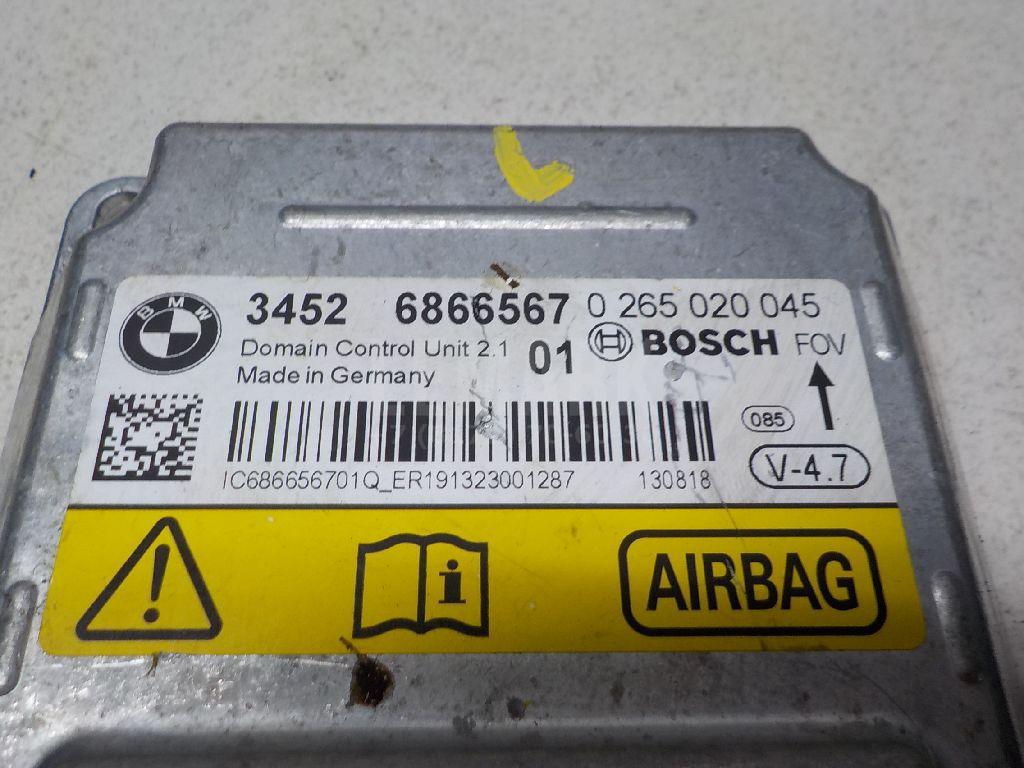 BMW
3452 6866567 0 265 020 045
Domain Control Unit 2.1 01 BOSCH FOV
Made in Germany
085
IC686656701Q_ER191323001287 130818 V-4.7
i AIRBAG